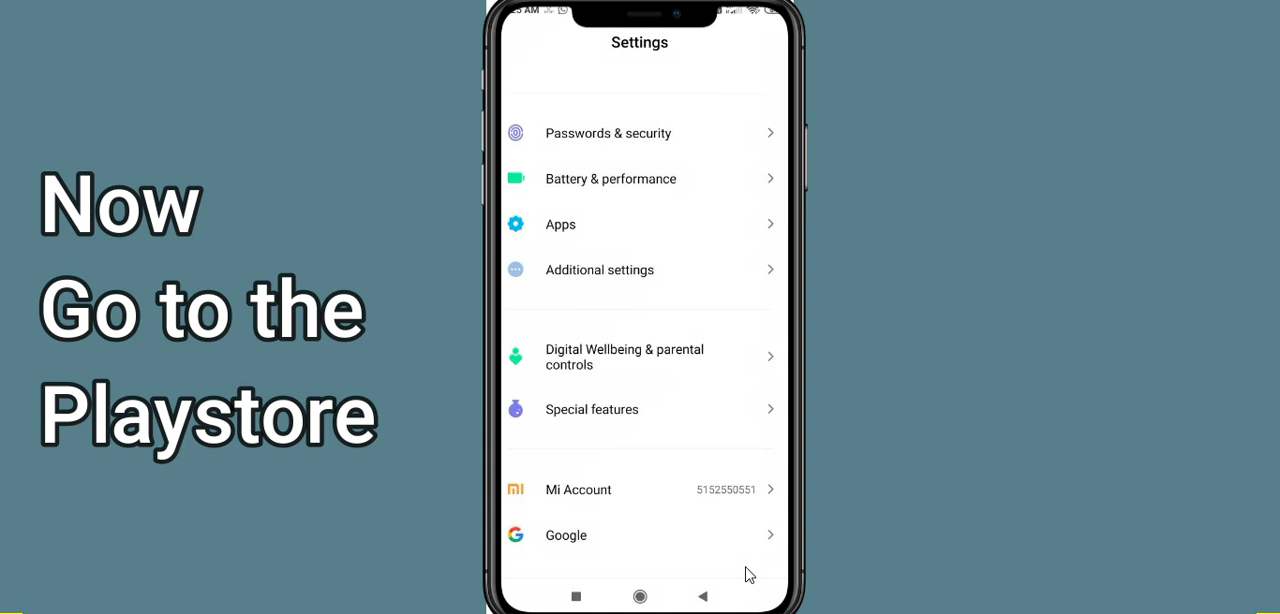 Now
Go to the
Playstore
AM
Settings
Passwords & security
Battery & performance
Apps
Additional settings
Digital Wellbeing & parental
controls
Special features
Mi Account 5152550551
Google